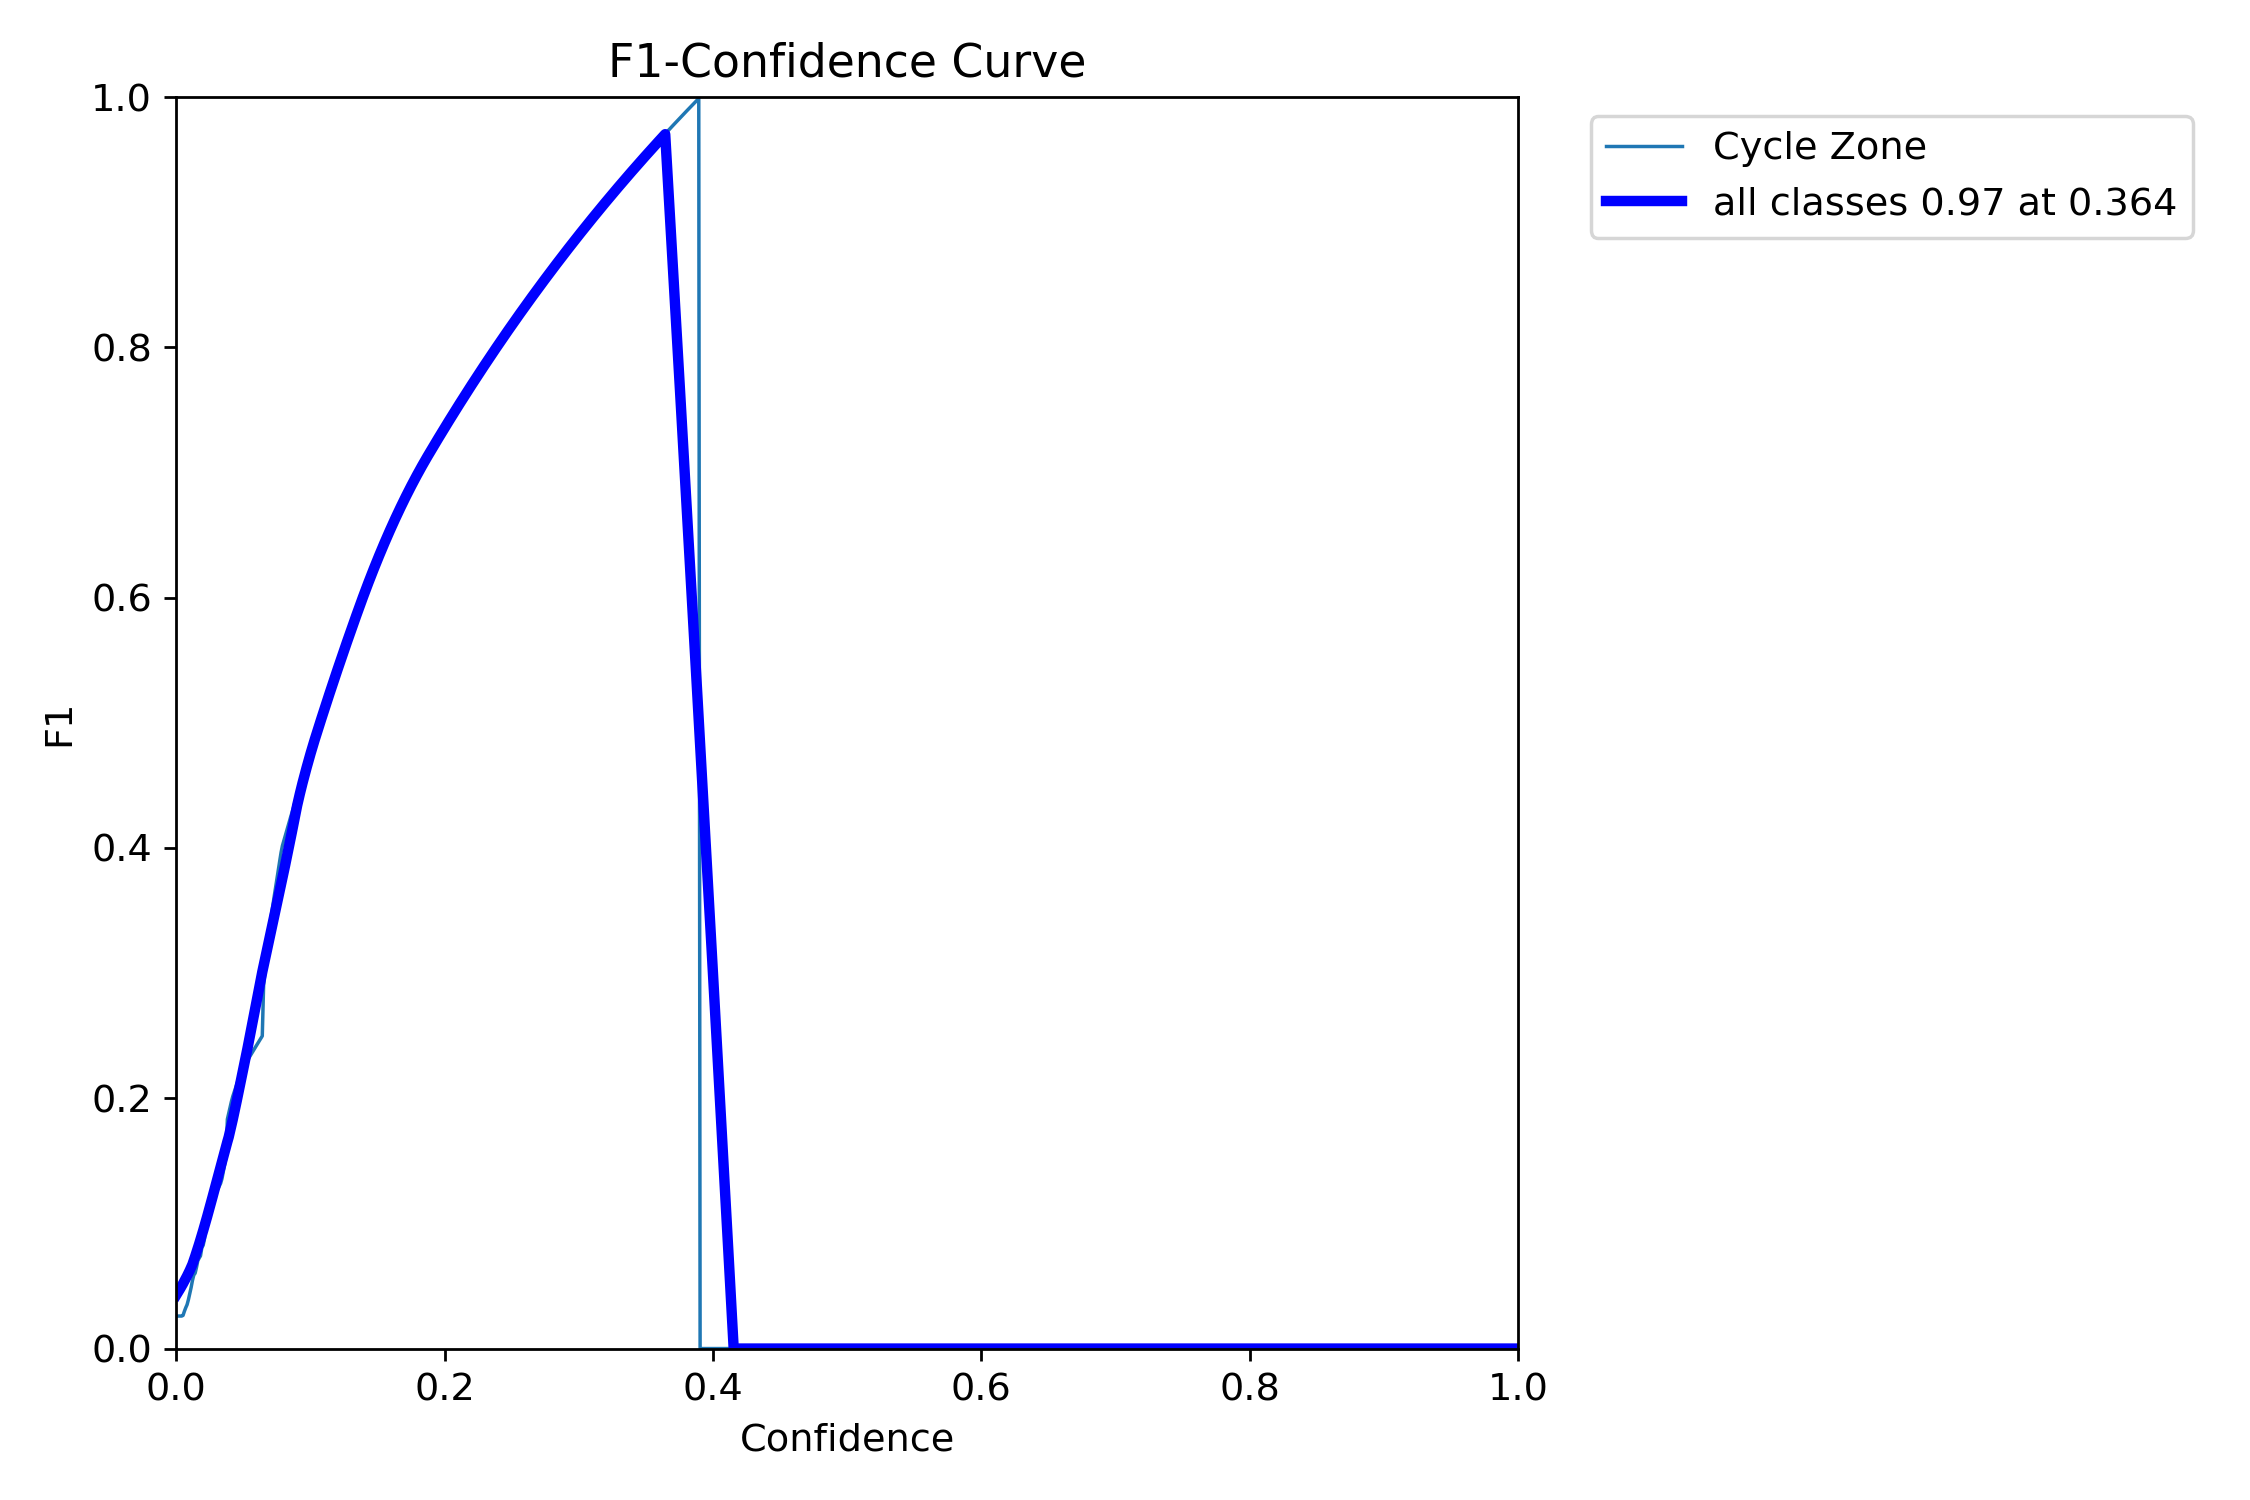 F1-Confidence Curve
1.0
0.8
0.6
0.4
0.2
0.0
F1
0.0 0.2 0.4 0.6 0.8 1.0
Confidence
Cycle Zone
all classes 0.97 at 0.364